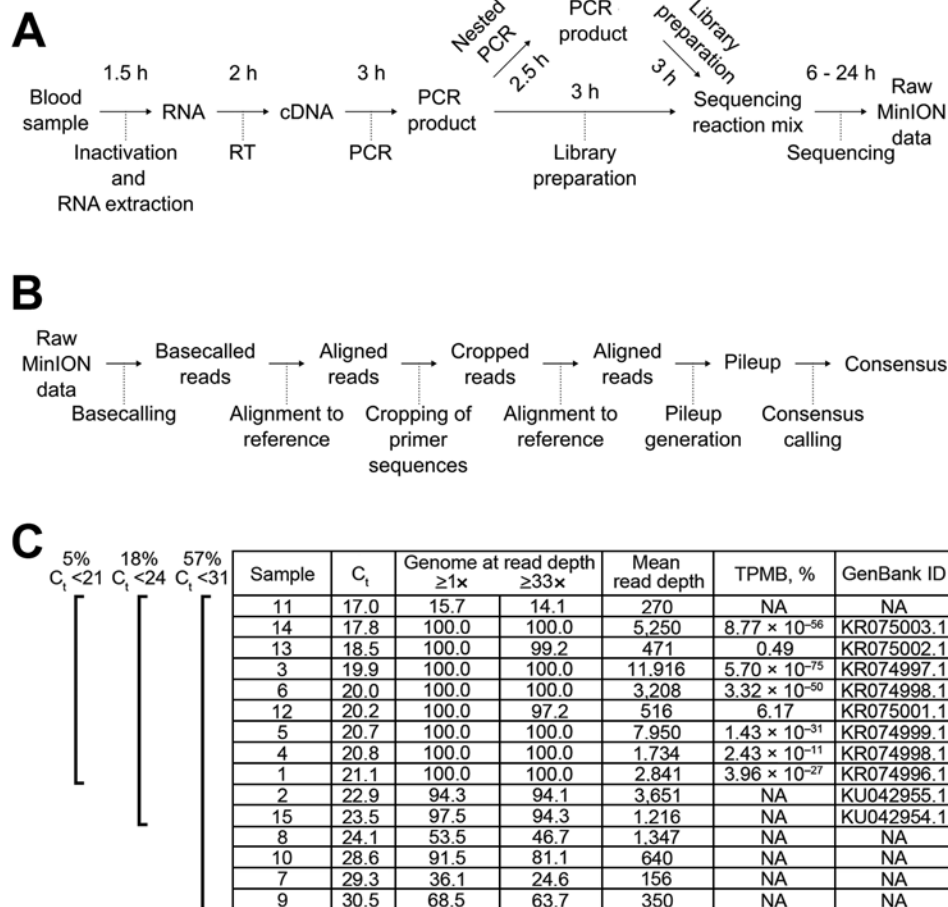 A
Nested
PCR
2.5 h
PCR
product
Library
preparation
3 h
1.5 h
2 h
3 h
3 h
6 - 24 h
Blood
sample
RNA
cDNA
PCR
product
Sequencing
reaction mix
Raw
MinION
data
Inactivation
and
RNA extraction
RT
PCR
Library
preparation
Sequencing
B
Raw
MinION
data
Basecalled
reads
Aligned
reads
Cropped
reads
Aligned
reads
Pileup
Consensus
Basecalling
Alignment to
reference
Cropping of
primer
sequences
Alignment to
reference
Pileup
generation
Consensus
calling
C
5%
Ct <21
18%
Ct <24
57%
Ct <31
Sample Ct Genome at read depth ≥1× ≥33× Mean read depth TPMB, % GenBank ID
11 17.0 15.7 14.1 270 NA NA
14 17.8 100.0 100.0 5,250 8.77 × 10⁻⁵⁶ KR075003.1
13 18.5 100.0 99.2 471 0.49 KR075002.1
3 19.9 100.0 100.0 11.916 5.70 × 10⁻⁷⁵ KR074997.1
6 20.0 100.0 100.0 3,208 3.32 × 10⁻⁵⁰ KR074998.1
12 20.2 100.0 97.2 516 6.17 KR075001.1
5 20.7 100.0 100.0 7.950 1.43 × 10⁻³¹ KR074999.1
4 20.8 100.0 100.0 1.734 2.43 × 10⁻¹¹ KR074998.1
1 21.1 100.0 100.0 2.841 3.96 × 10⁻²⁷ KR074996.1
2 22.9 94.3 94.1 3,651 NA KU042955.1
15 23.5 97.5 94.3 1.216 NA KU042954.1
8 24.1 53.5 46.7 1,347 NA NA
10 28.6 91.5 81.1 640 NA NA
7 29.3 36.1 24.6 156 NA NA
9 30.5 68.5 63.7 350 NA NA